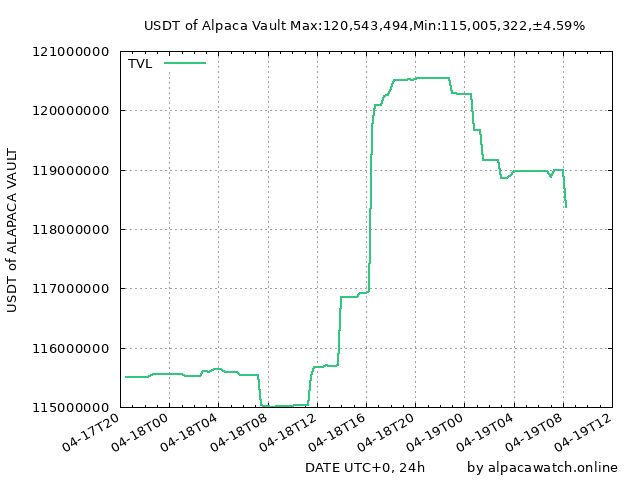 USDT of Alpaca Vault Max:120,543,494,Min:115,005,322,±4.59%
TVL
USDT of ALAPACA VAULT
121000000
120000000
119000000
118000000
117000000
116000000
115000000
04-17T20
04-18T00
04-18T04
04-18T08
04-18T12
04-18T16
04-18T20
04-19T00
04-19T04
04-19T08
04-19T12
DATE UTC+0, 24h
by alpacawatch.online